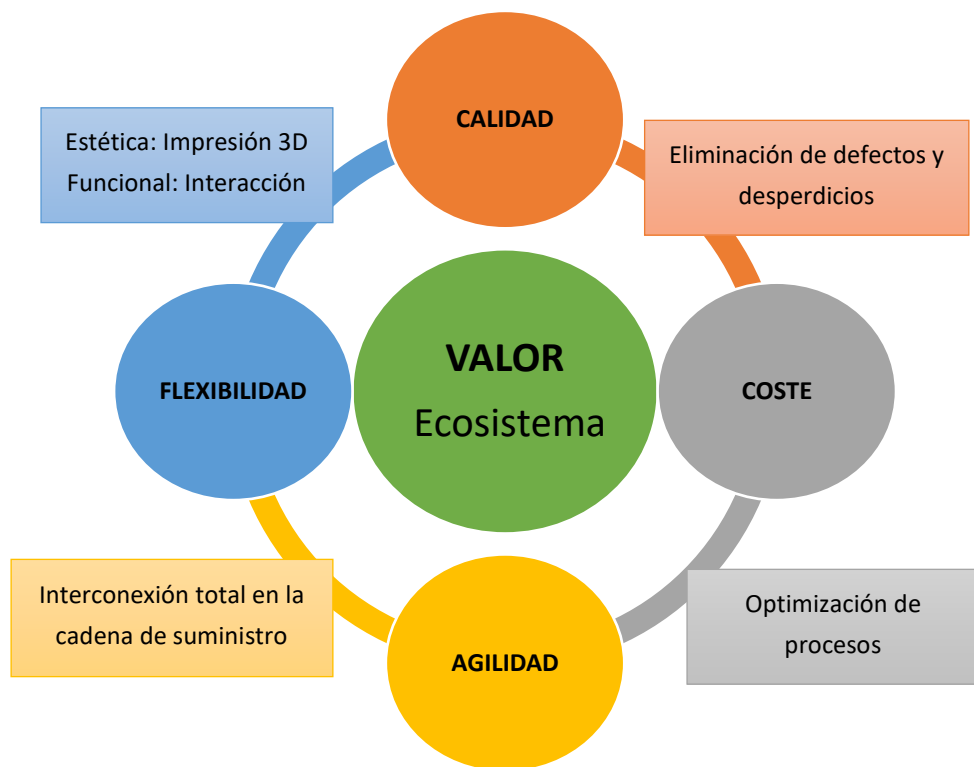 CALIDAD
Estética: Impresión 3D
Funcional: Interacción
Eliminación de defectos y
desperdicios
VALOR
Ecosistema
FLEXIBILIDAD
COSTE
Interconexión total en la
cadena de suministro
Optimización de
procesos
AGILIDAD